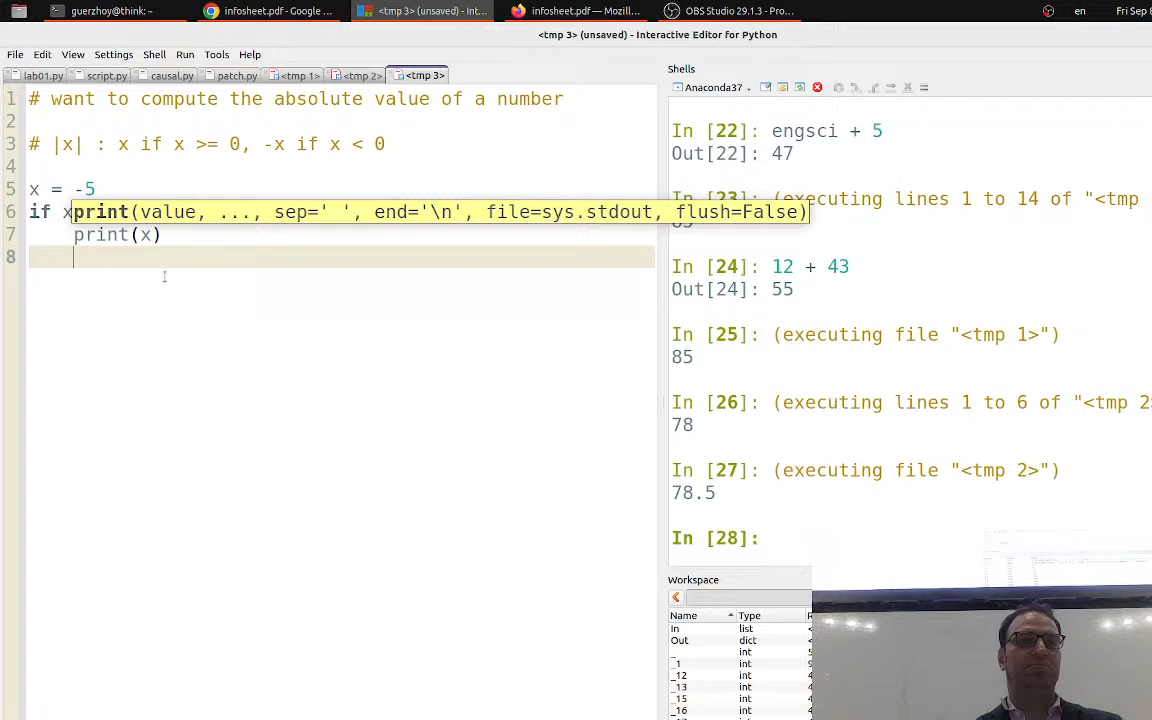 guerzhoy@think: ~
infosheet.pdf - Google ...
<tmp 3> (unsaved) - Int...
infosheet.pdf — Mozill...
OBS Studio 29.1.3 - Pro...
en
Fri Sep 8
<tmp 3> (unsaved) - Interactive Editor for Python
File Edit View Settings Shell Run Tools Help
lab01.py script.py causal.py patch.py <tmp 1> <tmp 2> <tmp 3>
1 # want to compute the absolute value of a number
2
3 # |x| : x if x >= 0, -x if x < 0
4
5 x = -5
6 if x
print(value, ..., sep=' ', end='\n', file=sys.stdout, flush=False)
7 print(x)
8
Shells
Anaconda37
In [22]: engsci + 5
Out[22]: 47
In [23]: (executing lines 1 to 14 of "<tmp
85
In [24]: 12 + 43
Out[24]: 55
In [25]: (executing file "<tmp 1>")
85
In [26]: (executing lines 1 to 6 of "<tmp 2>
78
In [27]: (executing file "<tmp 2>")
78.5
In [28]:
Workspace
Name Type
In list
Out dict
_ int
_1 int
_12 int
_13 int
_15 int
_16 int